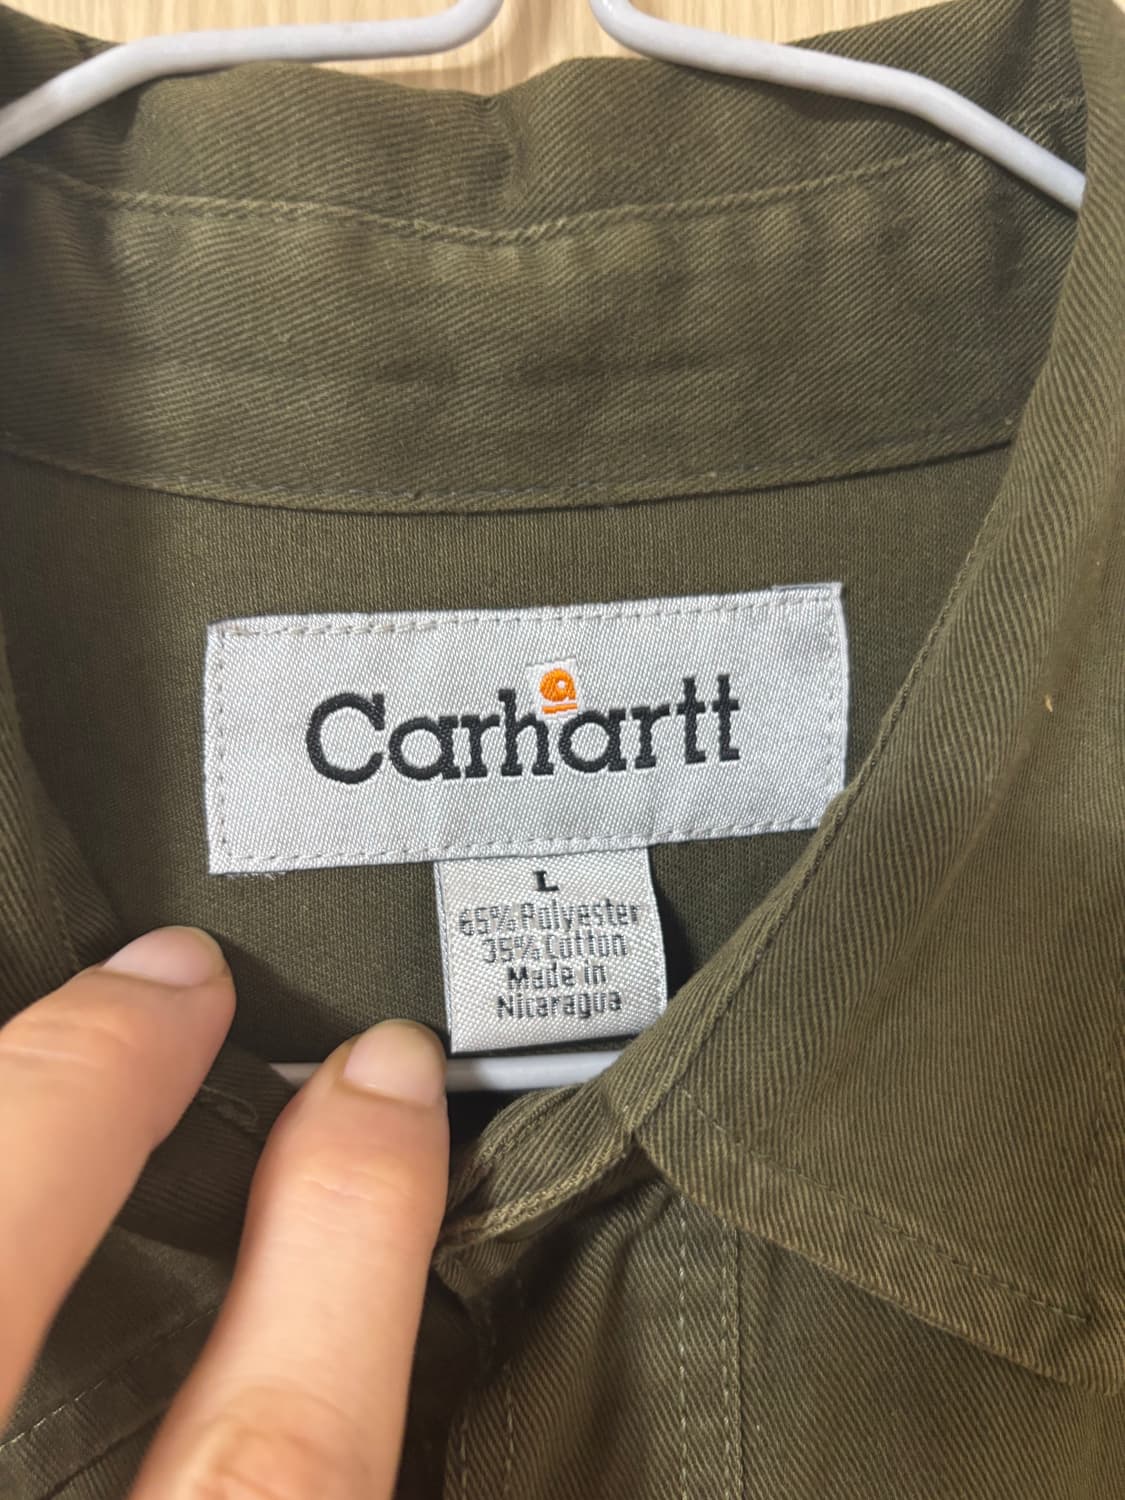 Carhartt
L
65% Polyester
35% Cotton
Made in
Nicaragua